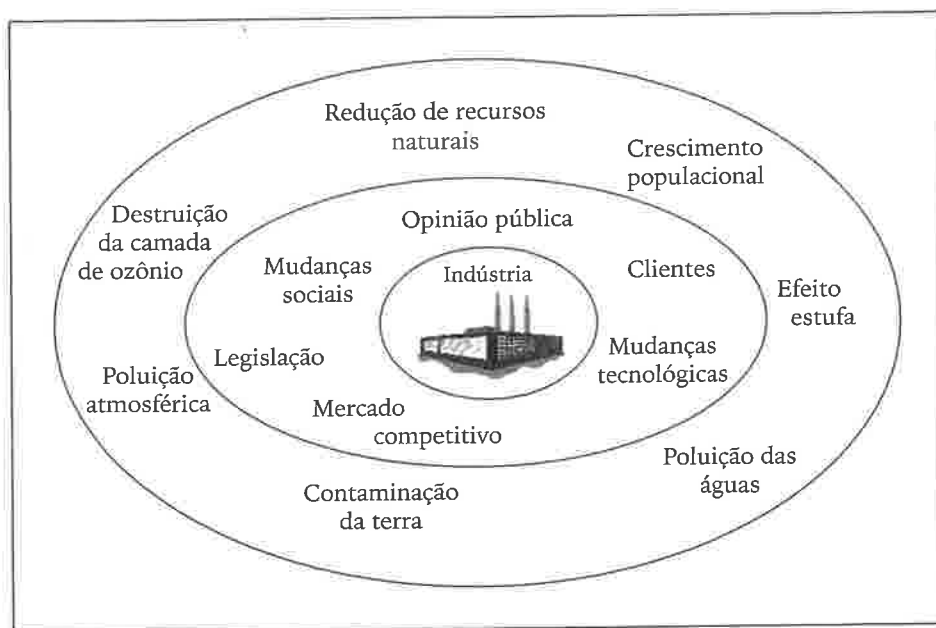 Redução de recursos
naturais
Crescimento
populacional
Destruição
da camada
de ozônio
Opinião pública
Mudanças
sociais
Indústria
Clientes
Efeito
estufa
Legislação
Mudanças
tecnológicas
Poluição
atmosférica
Mercado
competitivo
Poluição das
águas
Contaminação
da terra